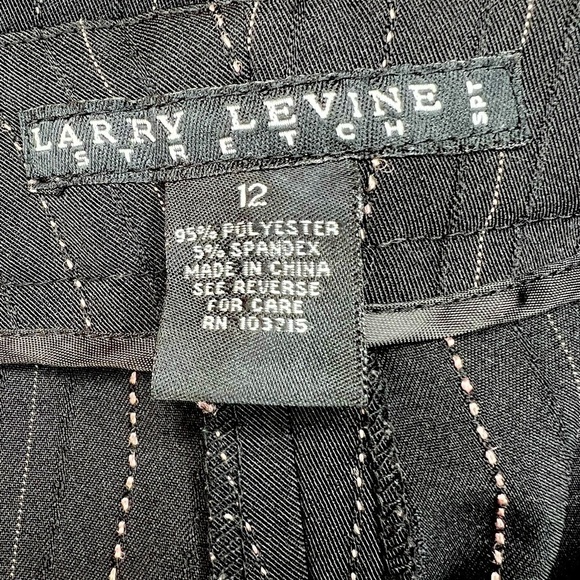 LARRY LEVINE
STRETCH SPT
12
95% POLYESTER
5% SPANDEX
MADE IN CHINA
SEE REVERSE
FOR CARE
RN 103715